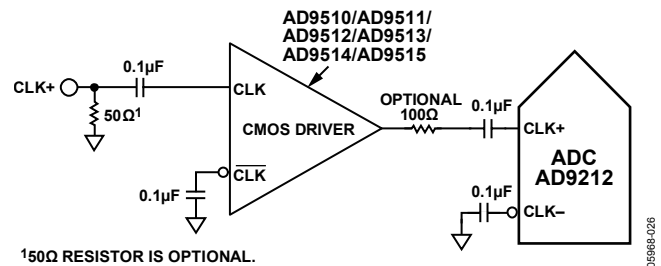 AD9510/AD9511/
AD9512/AD9513/
AD9514/AD9515
CLK+
0.1µF
50Ω1
CLK
CMOS DRIVER
CLK
0.1µF
OPTIONAL
100Ω
0.1µF
CLK+
ADC
AD9212
0.1µF
CLK–
150Ω RESISTOR IS OPTIONAL.
05968-026